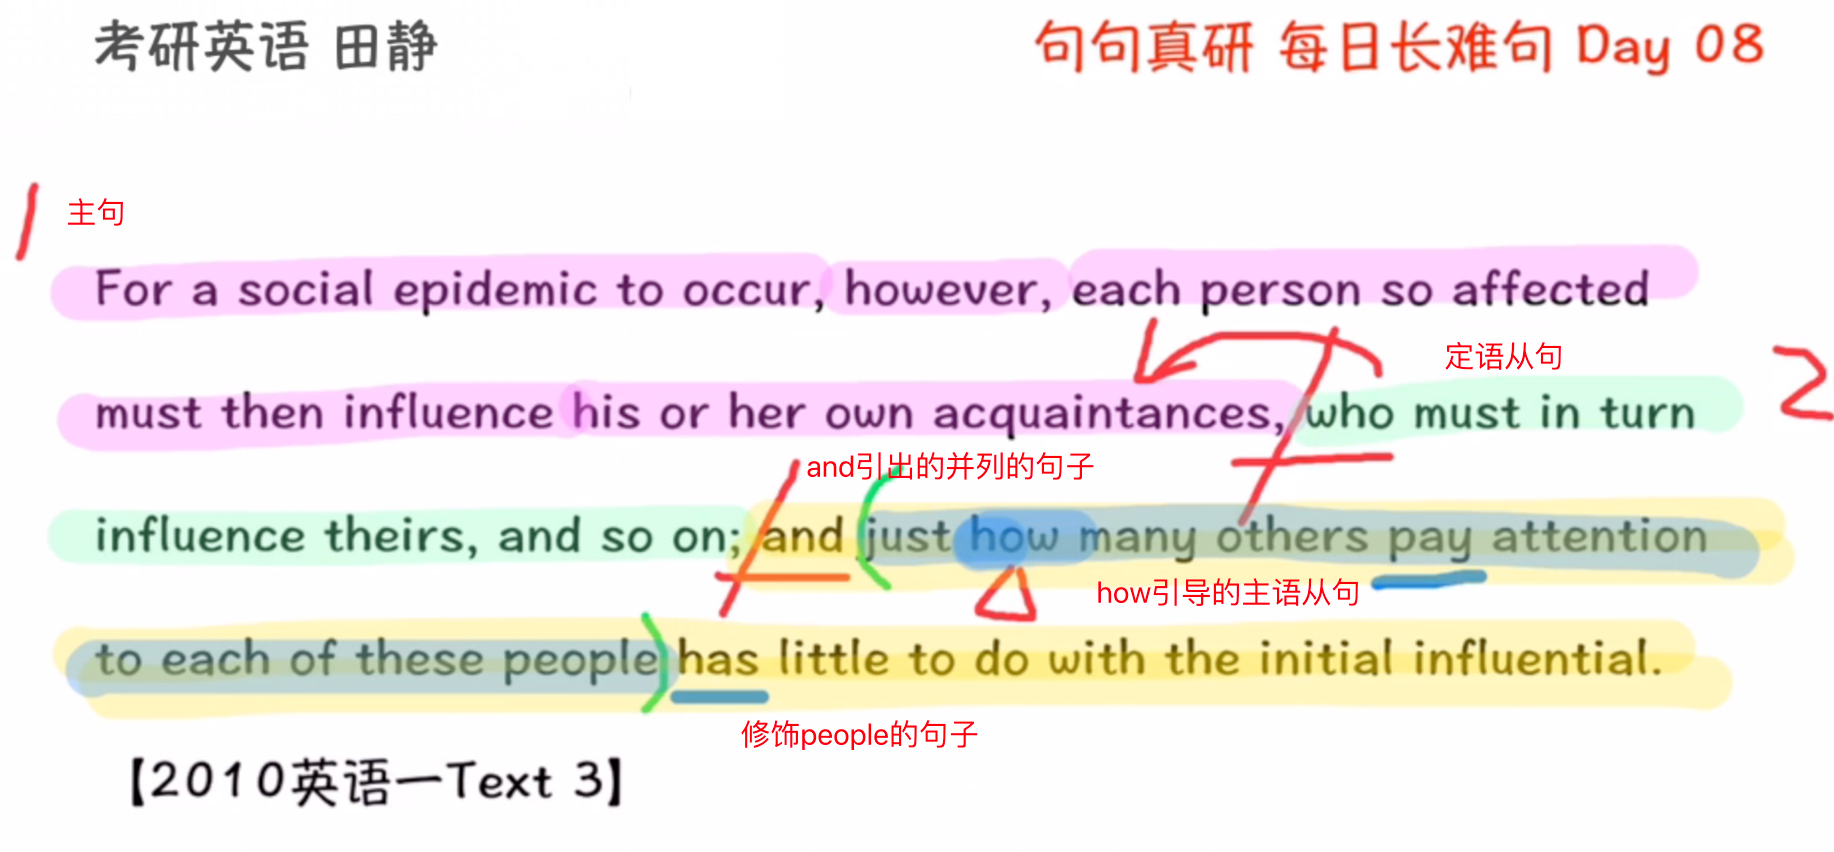 考研英语 田静
句句真研 每日长难句 Day 08
1 主句
For a social epidemic to occur, however, each person so affected
定语从句 2
must then influence his or her own acquaintances, who must in turn
and引出的并列的句子
influence theirs, and so on; and just how many others pay attention
how引导的主语从句
to each of these people has little to do with the initial influential.
修饰people的句子
【2010英语一Text 3】